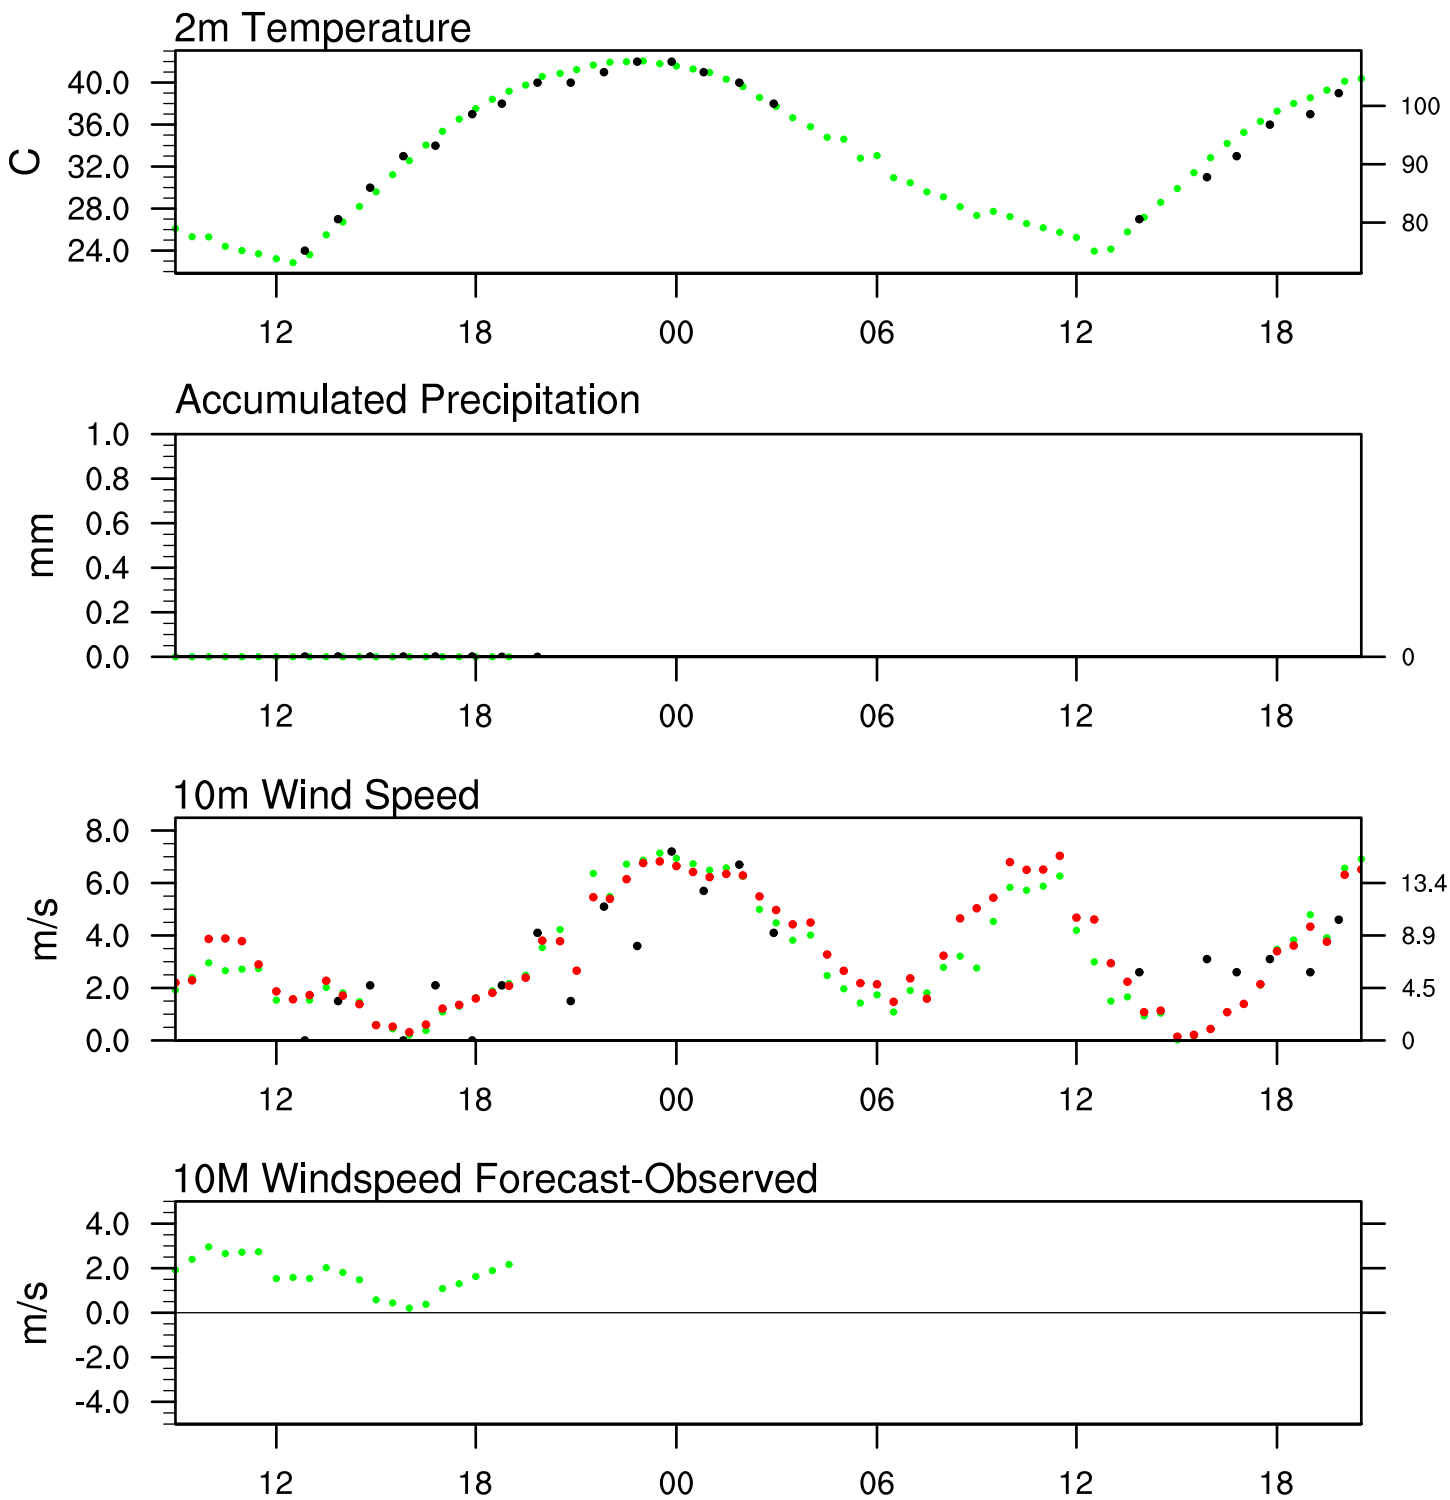 2m Temperature
40.0
36.0
32.0
28.0
24.0
C
100
90
80
12 18 00 06 12 18
Accumulated Precipitation
1.0
0.8
0.6
0.4
0.2
0.0
mm
0
12 18 00 06 12 18
10m Wind Speed
8.0
6.0
4.0
2.0
0.0
m/s
13.4
8.9
4.5
0
12 18 00 06 12 18
10M Windspeed Forecast-Observed
4.0
2.0
0.0
-2.0
-4.0
m/s
12 18 00 06 12 18